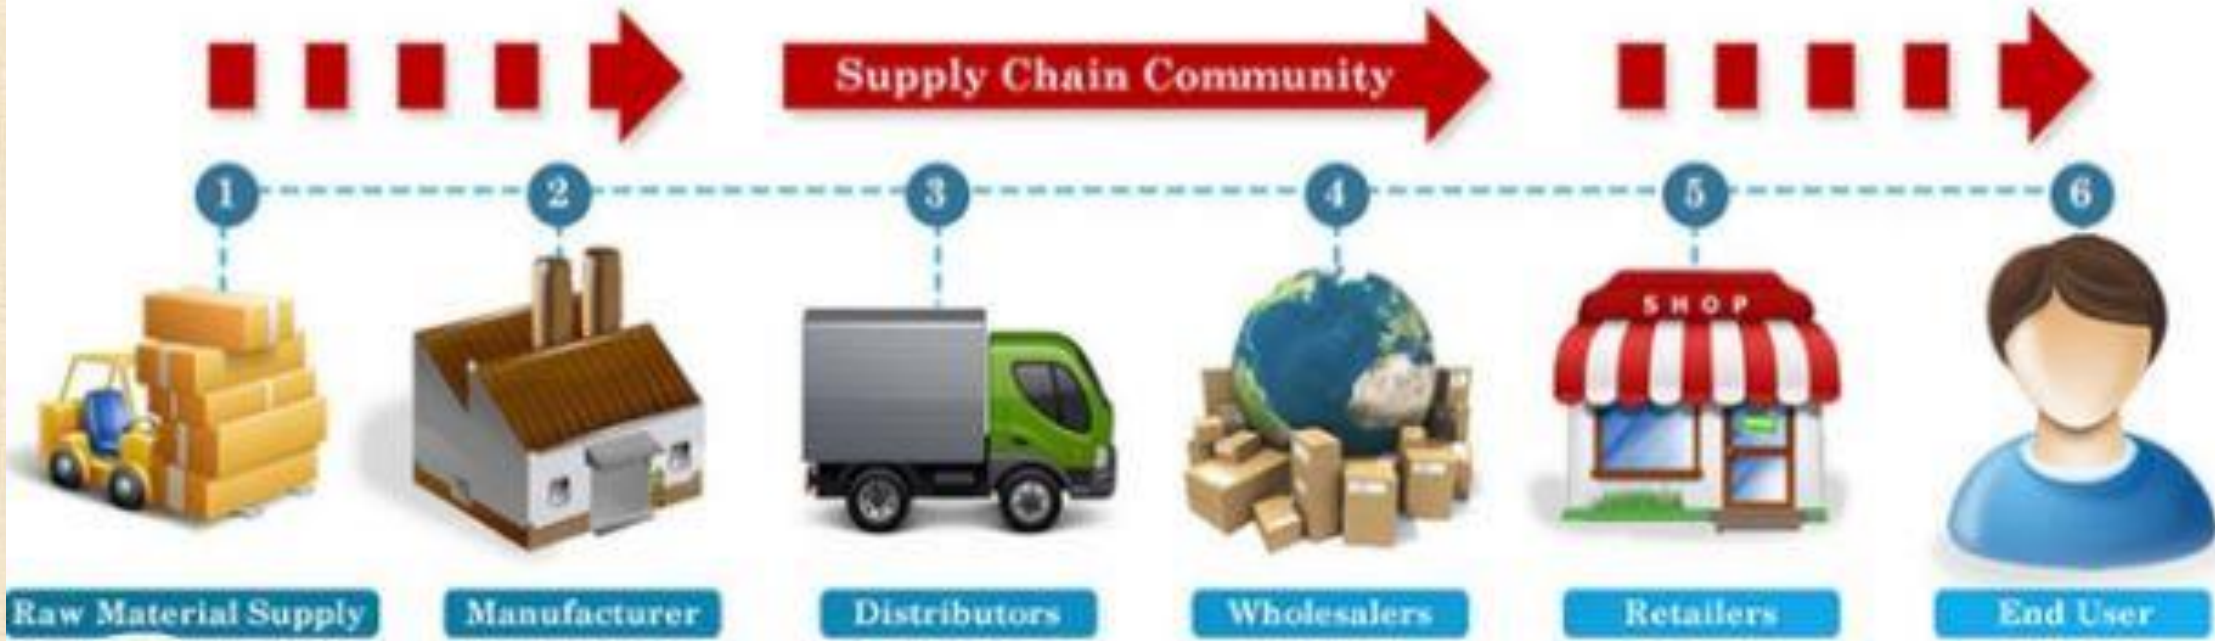 Supply Chain Community
1 2 3 4 5 6
SHOP
Raw Material Supply
Manufacturer
Distributors
Wholesalers
Retailers
End User